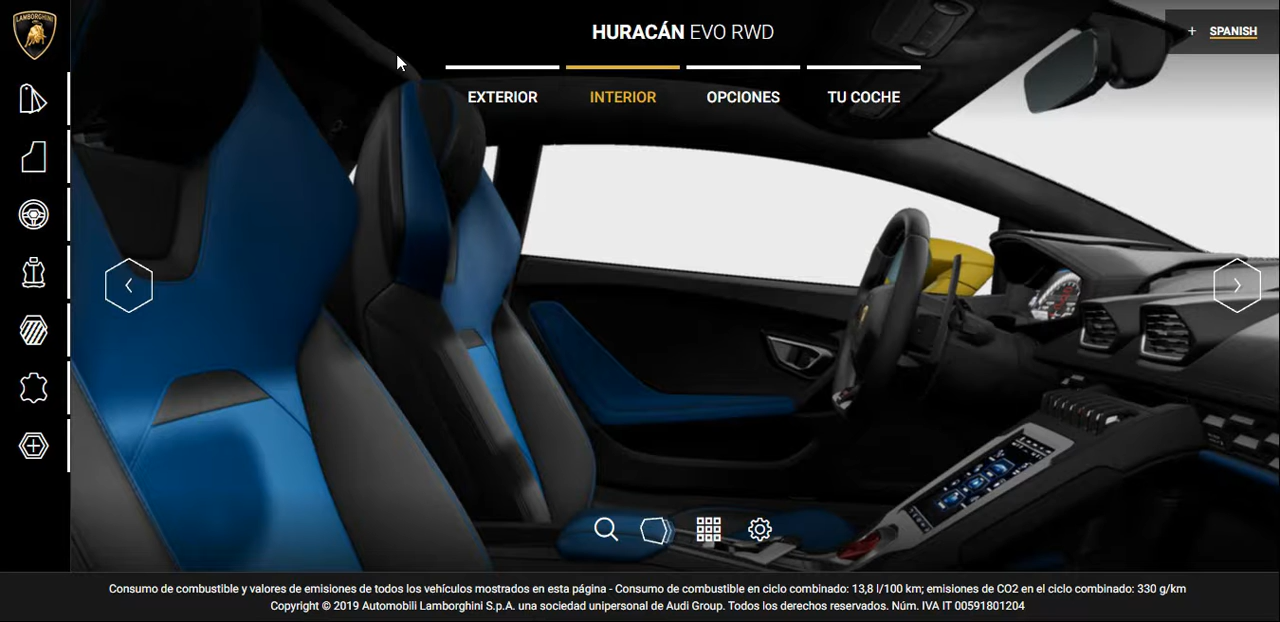 LAMBORGHINI
HURACÁN EVO RWD
+ SPANISH
EXTERIOR
INTERIOR
OPCIONES
TU COCHE
Consumo de combustible y valores de emisiones de todos los vehículos mostrados en esta página - Consumo de combustible en ciclo combinado: 13,8 l/100 km; emisiones de CO2 en el ciclo combinado: 330 g/km
Copyright © 2019 Automobili Lamborghini S.p.A. una sociedad unipersonal de Audi Group. Todos los derechos reservados. Núm. IVA IT 00591801204